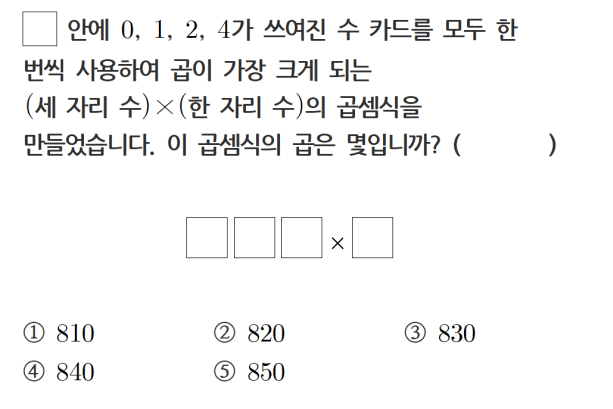 □ 안에 0, 1, 2, 4가 쓰여진 수 카드를 모두 한
번씩 사용하여 곱이 가장 크게 되는
(세 자리 수)×(한 자리 수)의 곱셈식을
만들었습니다. 이 곱셈식의 곱은 몇입니까? ( )
□□□×□
① 810 ② 820 ③ 830
④ 840 ⑤ 850